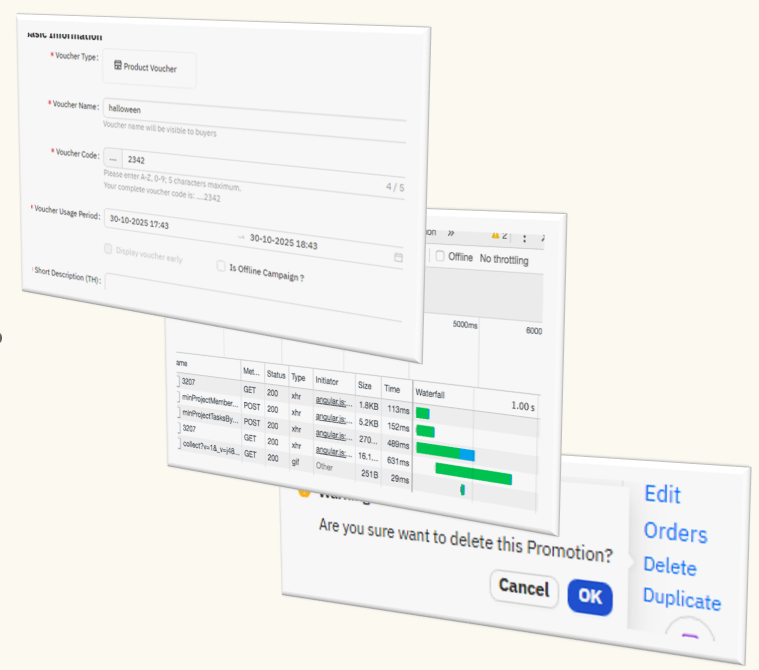 Basic Information
* Voucher Type: Product Voucher
* Voucher Name: halloween
Voucher name will be visible to buyers
* Voucher Code: .... 2342 4 / 5
Please enter A-Z, 0-9; 5 characters maximum.
Your complete voucher code is: ....2342
* Voucher Usage Period: 30-10-2025 17:43 → 30-10-2025 18:43
Display voucher early
Is Offline Campaign ?
* Short Description (TH):
on » 2
Offline No throttling
5000ms 6000
ame Met... Status Type Initiator Size Time Waterfall 1.00 s
3207 GET 200 xhr angular.js:... 1.8KB 113ms
minProjectMember... POST 200 xhr angular.js:... 5.2KB 152ms
minProjectTasksBy... POST 200 xhr angular.js:... 270... 489ms
3207 GET 200 xhr angular.js:... 16.1... 631ms
collect?v=1&_v=j48... GET 200 gif Other 251B 29ms
Are you sure want to delete this Promotion?
Cancel OK
Edit
Orders
Delete
Duplicate